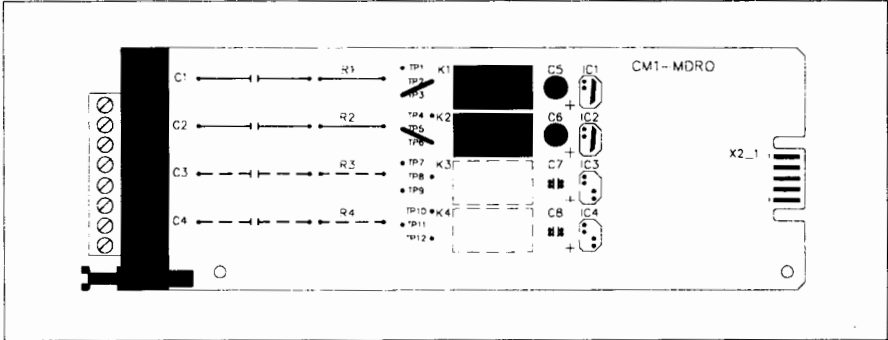 C1 R1 TP1 K1 C5 IC1 CM1-MDRO
TP2
TP3
+
C2 R2 TP4 K2 C6 IC2
TP5
TP6
+
C3 R3 TP7 K3 C7 IC3 X2_1
TP8
TP9
+
C4 R4 TP10 K4 C8 IC4
TP11
TP12
+